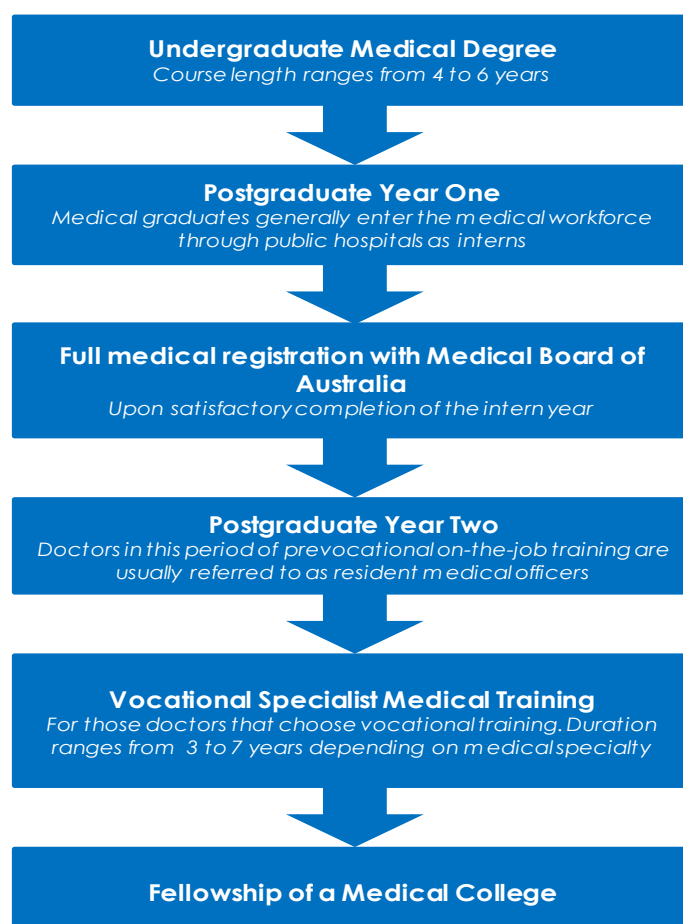 Undergraduate Medical Degree
Course length ranges from 4 to 6 years
Postgraduate Year One
Medical graduates generally enter the medical workforce
through public hospitals as interns
Full medical registration with Medical Board of
Australia
Upon satisfactory completion of the intern year
Postgraduate Year Two
Doctors in this period of prevocational on-the-job training are
usually referred to as resident medical officers
Vocational Specialist Medical Training
For those doctors that choose vocational training. Duration
ranges from 3 to 7 years depending on medical specialty
Fellowship of a Medical College